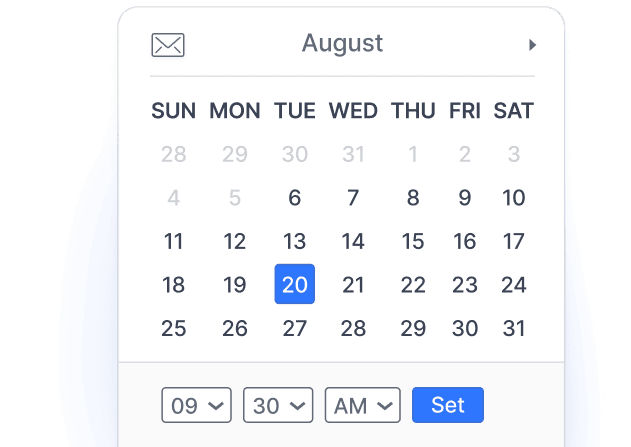 August
SUN MON TUE WED THU FRI SAT
28 29 30 31 1 2 3
4 5 6 7 8 9 10
11 12 13 14 15 16 17
18 19 20 21 22 23 24
25 26 27 28 29 30 31
09 30 AM Set